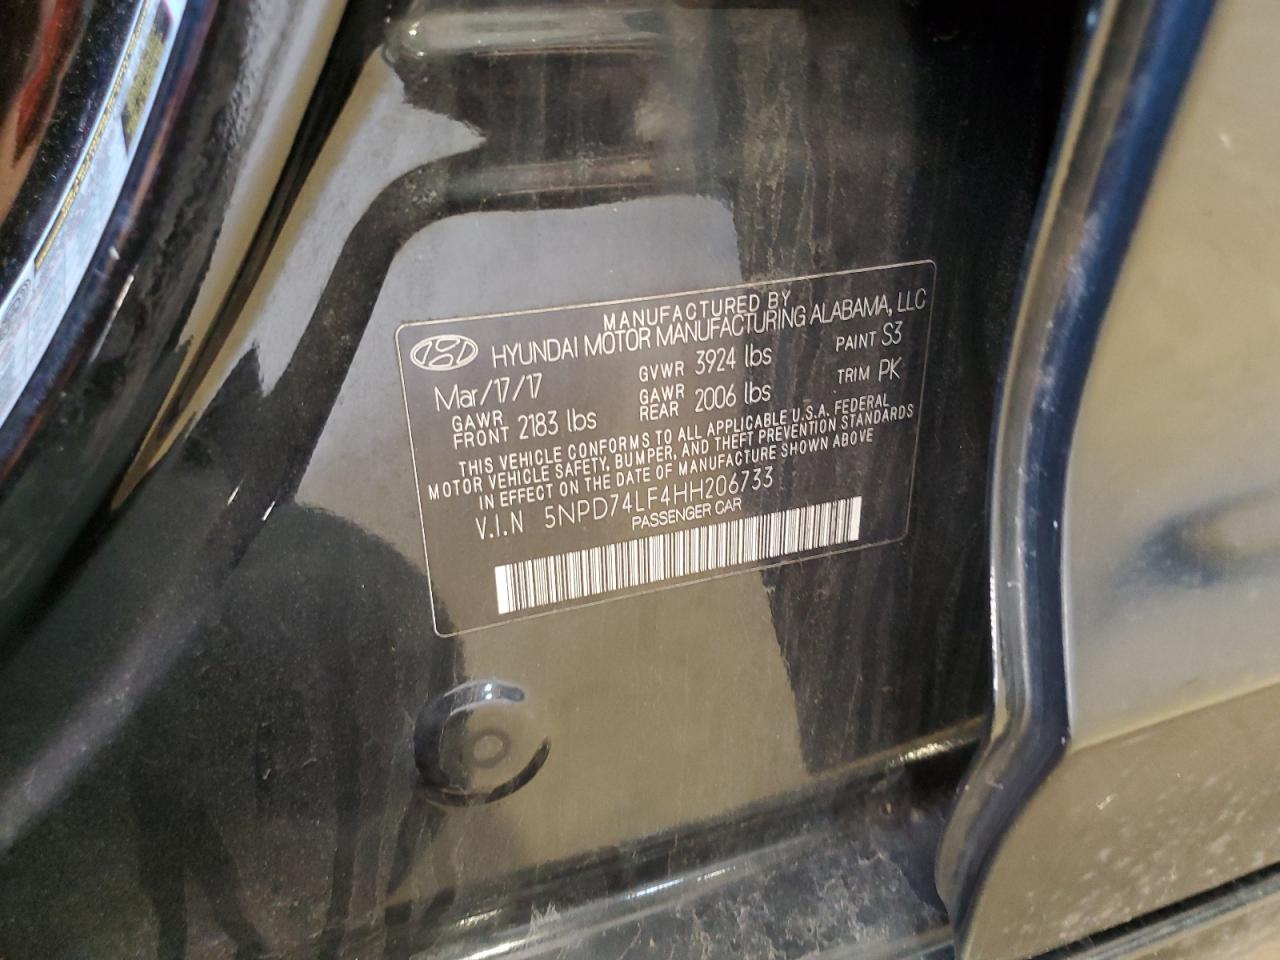 MANUFACTURED BY
HYUNDAI MOTOR MANUFACTURING ALABAMA, LLC
Mar/17/17 GVWR 3924 lbs PAINT S3
GAWR FRONT 2183 lbs GAWR REAR 2006 lbs TRIM PK
THIS VEHICLE CONFORMS TO ALL APPLICABLE U.S.A. FEDERAL
MOTOR VEHICLE SAFETY, BUMPER, AND THEFT PREVENTION STANDARDS
IN EFFECT ON THE DATE OF MANUFACTURE SHOWN ABOVE
V.I.N 5NPD74LF4HH206733
PASSENGER CAR